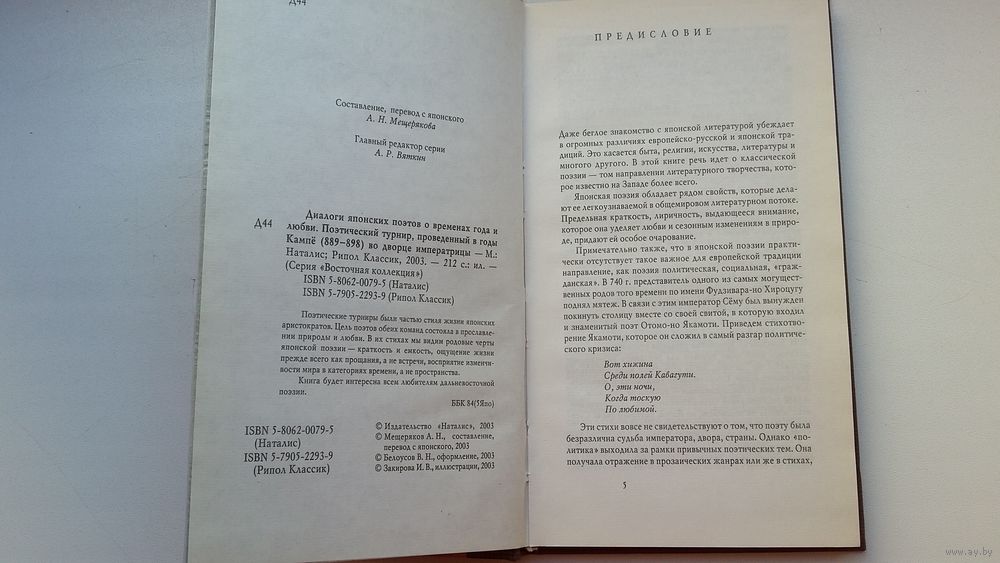 Д44
Составление, перевод с японского
А. Н. Мещерякова
Главный редактор серии
А. Р. Вяткин
Диалоги японских поэтов о временах года и
Д44 любви. Поэтический турнир, проведенный в годы
Кампё (889–898) во дворце императрицы — М.:
Наталис; Рипол Классик, 2003. — 212 с.: ил. —
(Серия «Восточная коллекция»)
ISBN 5-8062-0079-5 (Наталис)
ISBN 5-7905-2293-9 (Рипол Классик)
Поэтические турниры были частью стиля жизни японских
аристократов. Цель поэтов обеих команд состояла в прославле-
нии природы и любви. В их стихах мы видим родовые черты
японской поэзии — краткость и емкость, ощущение жизни
прежде всего как прощания, а не встречи, восприятие изменчи-
вости мира в категориях времени, а не пространства.
Книга будет интересна всем любителям дальневосточной
поэзии.
ББК 84(5Япо)
ISBN 5-8062-0079-5
(Наталис)
ISBN 5-7905-2293-9
(Рипол Классик)
© Издательство «Наталис», 2003
© Мещеряков А. Н., составление,
перевод с японского, 2003
© Белоусов В. Н., оформление, 2003
© Закирова И. В., иллюстрации, 2003
ПРЕДИСЛОВИЕ
Даже беглое знакомство с японской литературой убеждает
в огромных различиях европейско-русской и японской тра-
диций. Это касается быта, религии, искусства, литературы и
многого другого. В этой книге речь идет о классической
поэзии — том направлении литературного творчества, кото-
рое известно на Западе более всего.
Японская поэзия обладает рядом свойств, которые дела-
ют ее легкоузнаваемой в общемировом литературном потоке.
Предельная краткость, лиричность, выдающееся внимание,
которое она уделяет любви и сезонным изменениям в приро-
де, придают ей особое очарование.
Примечательно также, что в японской поэзии практи-
чески отсутствует такое важное для европейской традиции
направление, как поэзия политическая, социальная, «граж-
данская». В 740 г. представитель одного из самых могущест-
венных родов того времени по имени Фудзивара-но Хироцугу
поднял мятеж. В связи с этим император Сёму был вынужден
покинуть столицу вместе со своей свитой, в которую входил
и знаменитый поэт Отомо-но Якамоти. Приведем стихотво-
рение Якамоти, которое он сложил в самый разгар политиче-
ского кризиса:
Вот хижина
Среди полей Кавагути.
О, эти ночи,
Когда тоскую
По любимой.
Эти стихи вовсе не свидетельствуют о том, что поэту была
безразлична судьба императора, двора, страны. Однако «по-
литика» выходила за рамки привычных поэтических тем. Она
получала отражение в прозаических жанрах или же в стихах,
5
www.ay.by